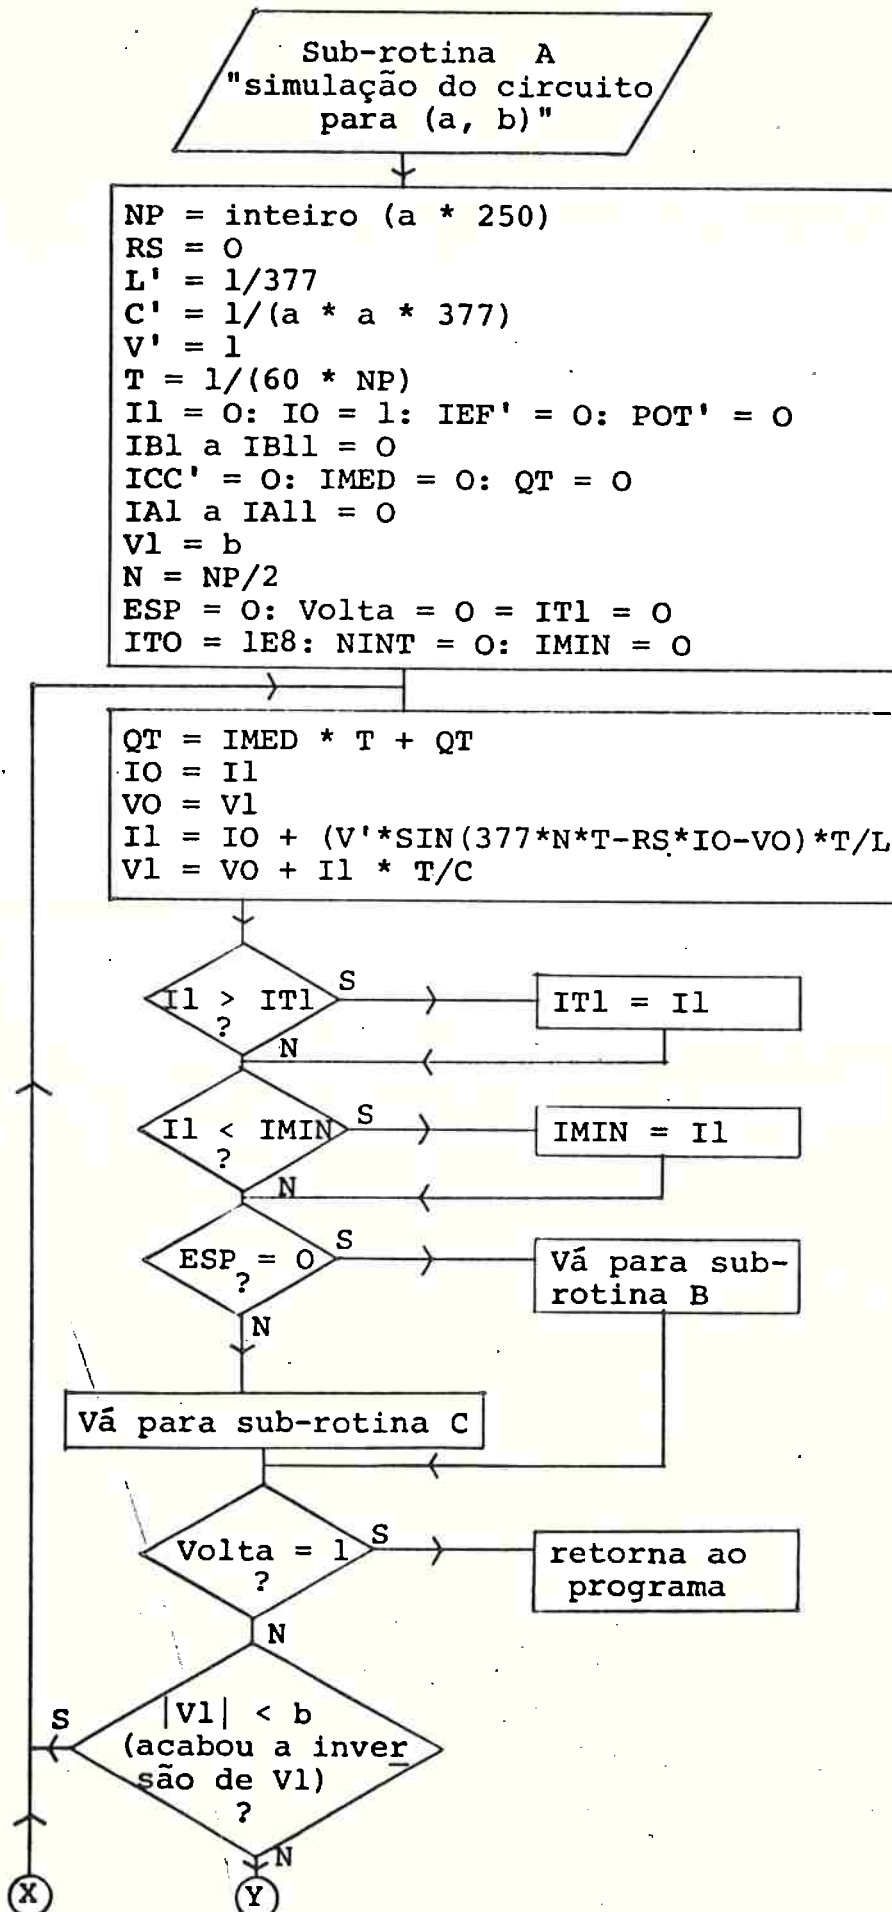 Sub-rotina A
"simulação do circuito
para (a, b)"
NP = inteiro (a * 250)
RS = O
L' = 1/377
C' = 1/(a * a * 377)
V' = 1
T = 1/(60 * NP)
I1 = O: IO = 1: IEF' = O: POT' = O
IB1 a IB11 = O
ICC' = O: IMED = O: QT = O
IA1 a IA11 = O
V1 = b
N = NP/2
ESP = O: Volta = O = IT1 = O
ITO = 1E8: NINT = O: IMIN = O
QT = IMED * T + QT
IO = I1
VO = V1
I1 = IO + (V'*SIN(377*N*T-RS*IO-VO)*T/L
V1 = VO + I1 * T/C
I1 > IT1
?
S
IT1 = I1
N
I1 < IMIN
?
S
IMIN = I1
N
ESP = O
?
S
Vá para sub-
rotina B
N
Vá para sub-rotina C
Volta = 1
?
S
retorna ao
programa
N
|V1| < b
(acabou a inver
são de V1)
?
S
N
X
Y